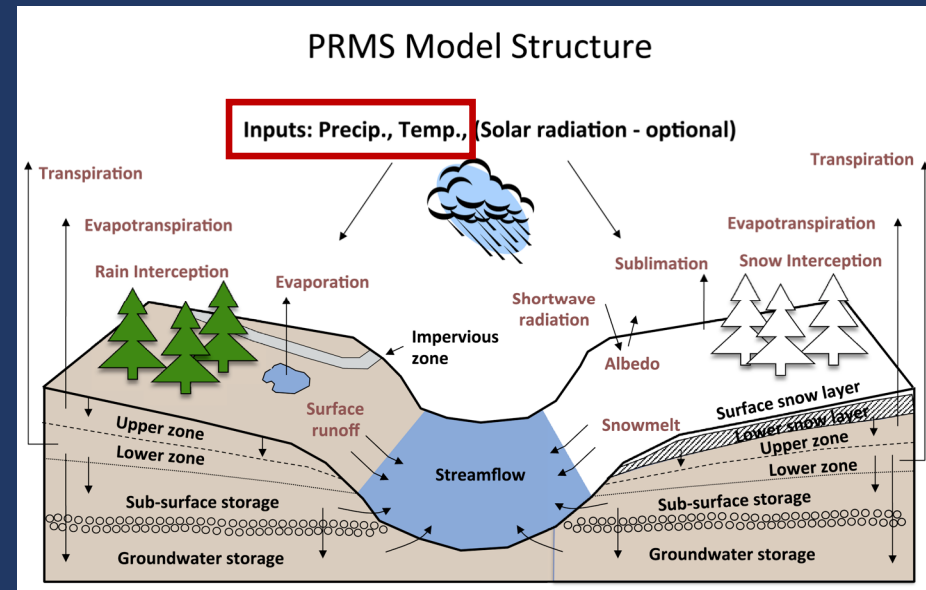 PRMS Model Structure
Inputs: Precip., Temp., (Solar radiation - optional)
Transpiration
Transpiration
Evapotranspiration
Evapotranspiration
Rain Interception
Evaporation
Sublimation
Snow Interception
Shortwave
radiation
Impervious
zone
Albedo
Surface
runoff
Snowmelt
Surface snow layer
Lower snow layer
Upper zone
Upper zone
Lower zone
Lower zone
Streamflow
Sub-surface storage
Sub-surface storage
Groundwater storage
Groundwater storage